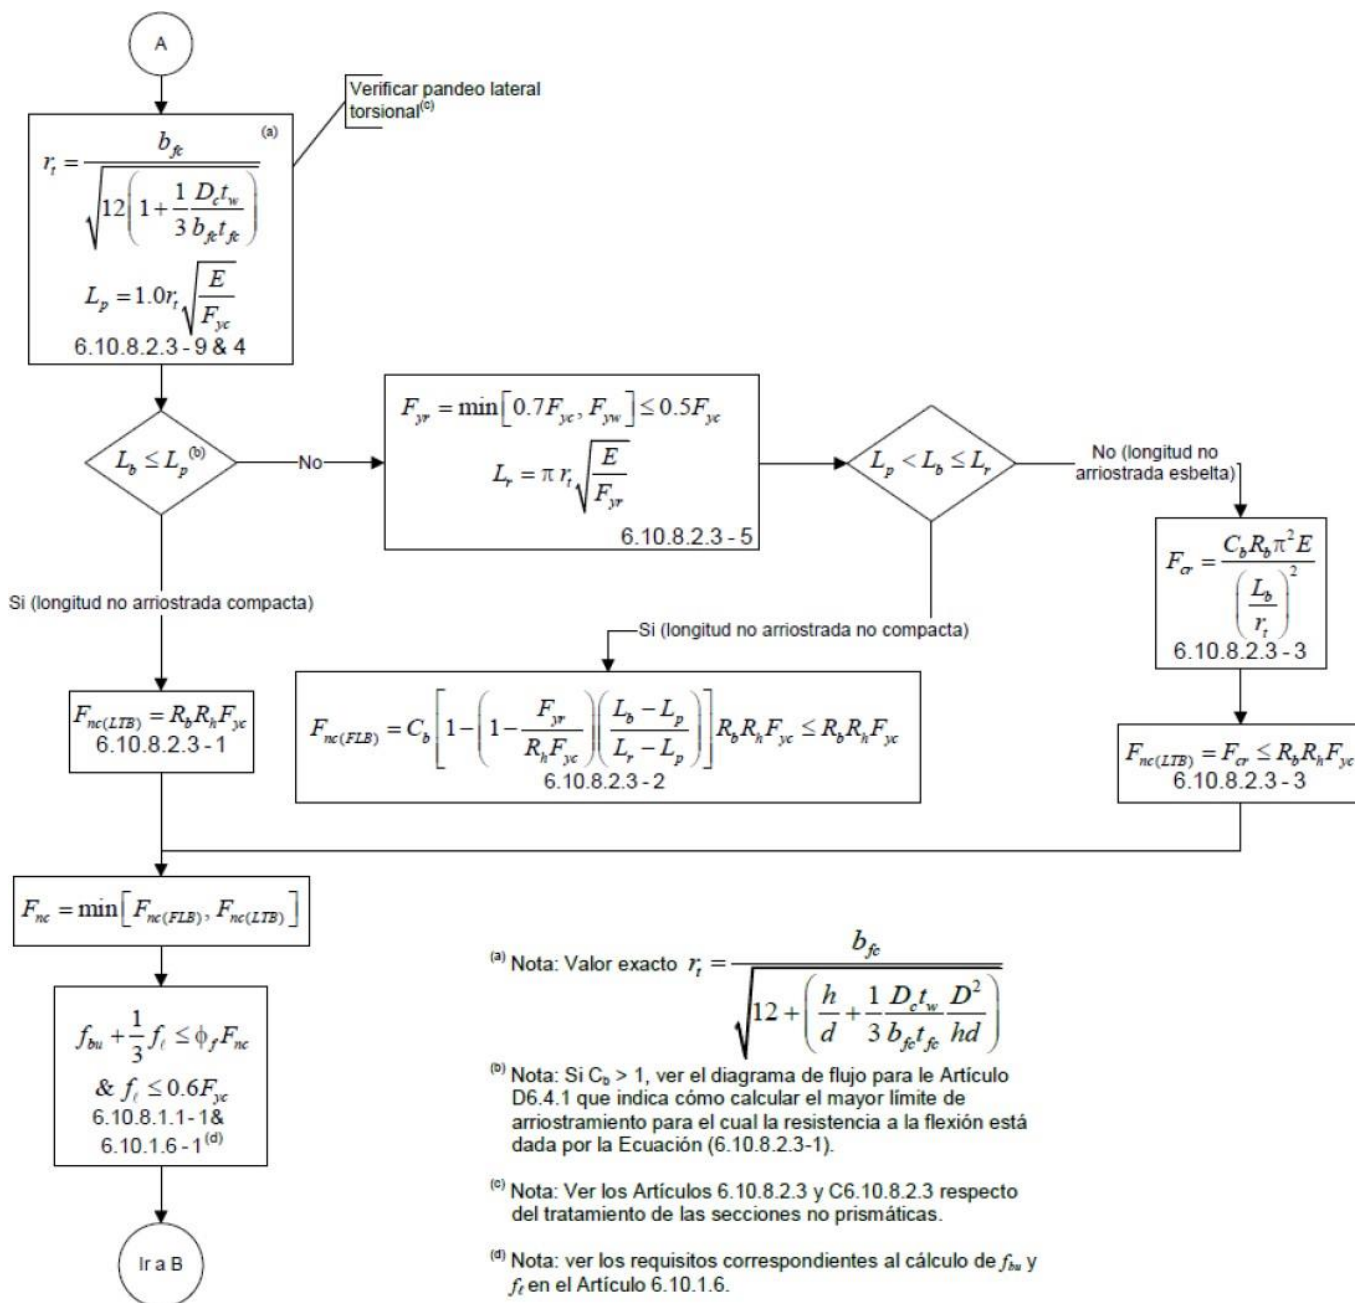 A
Verificar pandeo lateral
torsional(c)
(a)
r_t = b_fc / √(12(1 + 1/3 D_c t_w / b_fc t_fc))
L_p = 1.0r_t √(E / F_yc)
6.10.8.2.3 - 9 & 4
L_b ≤ L_p (b)
No
F_yr = min[0.7F_yc, F_yw] ≤ 0.5F_yc
L_r = π r_t √(E / F_yr)
6.10.8.2.3 - 5
L_p < L_b ≤ L_r
No (longitud no
arriostrada esbelta)
F_cr = C_b R_b π² E / (L_b / r_t)²
6.10.8.2.3 - 3
Si (longitud no arriostrada compacta)
Si (longitud no arriostrada no compacta)
F_nc(LTB) = R_b R_h F_yc
6.10.8.2.3 - 1
F_nc(FLB) = C_b [1 - (1 - F_yr / R_h F_yc)(L_b - L_p / L_r - L_p)] R_b R_h F_yc ≤ R_b R_h F_yc
6.10.8.2.3 - 2
F_nc(LTB) = F_cr ≤ R_b R_h F_yc
6.10.8.2.3 - 3
F_nc = min[F_nc(FLB), F_nc(LTB)]
f_bu + 1/3 f_ℓ ≤ ϕ_f F_nc
& f_ℓ ≤ 0.6F_yc
6.10.8.1.1- 1&
6.10.1.6 - 1 (d)
Ir a B
(a) Nota: Valor exacto r_t = b_fc / √(12 + (h/d + 1/3 D_c t_w / b_fc t_fc D² / hd))
(b) Nota: Si C_b > 1, ver el diagrama de flujo para le Artículo
D6.4.1 que indica cómo calcular el mayor límite de
arriostramiento para el cual la resistencia a la flexión está
dada por la Ecuación (6.10.8.2.3-1).
(c) Nota: Ver los Artículos 6.10.8.2.3 y C6.10.8.2.3 respecto
del tratamiento de las secciones no prismáticas.
(d) Nota: ver los requisitos correspondientes al cálculo de f_bu y
f_ℓ en el Artículo 6.10.1.6.